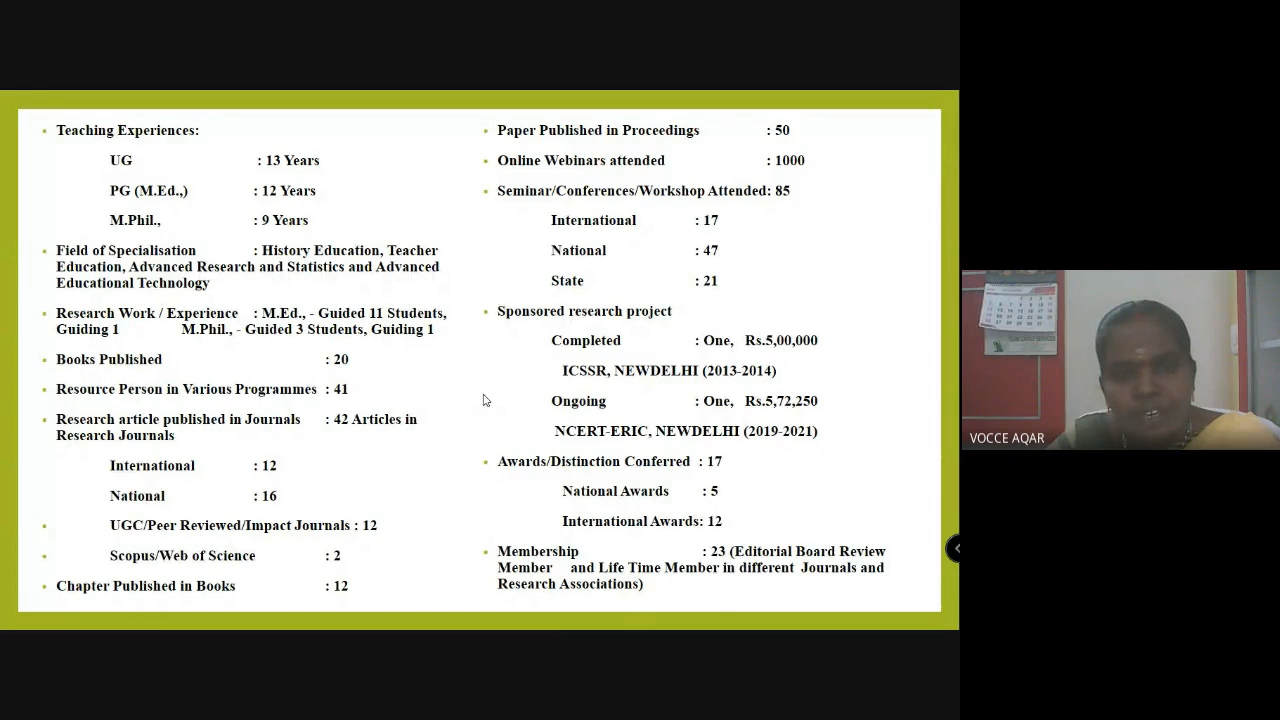 Teaching Experiences:
UG : 13 Years
PG (M.Ed.,) : 12 Years
M.Phil., : 9 Years
Field of Specialisation : History Education, Teacher
Education, Advanced Research and Statistics and Advanced
Educational Technology
Research Work / Experience : M.Ed., - Guided 11 Students,
Guiding 1 M.Phil., - Guided 3 Students, Guiding 1
Books Published : 20
Resource Person in Various Programmes : 41
Research article published in Journals : 42 Articles in
Research Journals
International : 12
National : 16
UGC/Peer Reviewed/Impact Journals : 12
Scopus/Web of Science : 2
Chapter Published in Books : 12
Paper Published in Proceedings : 50
Online Webinars attended : 1000
Seminar/Conferences/Workshop Attended: 85
International : 17
National : 47
State : 21
Sponsored research project
Completed : One, Rs.5,00,000
ICSSR, NEWDELHI (2013-2014)
Ongoing : One, Rs.5,72,250
NCERT-ERIC, NEWDELHI (2019-2021)
Awards/Distinction Conferred : 17
National Awards : 5
International Awards: 12
Membership : 23 (Editorial Board Review
Member and Life Time Member in different Journals and
Research Associations)
VOCCE AQAR